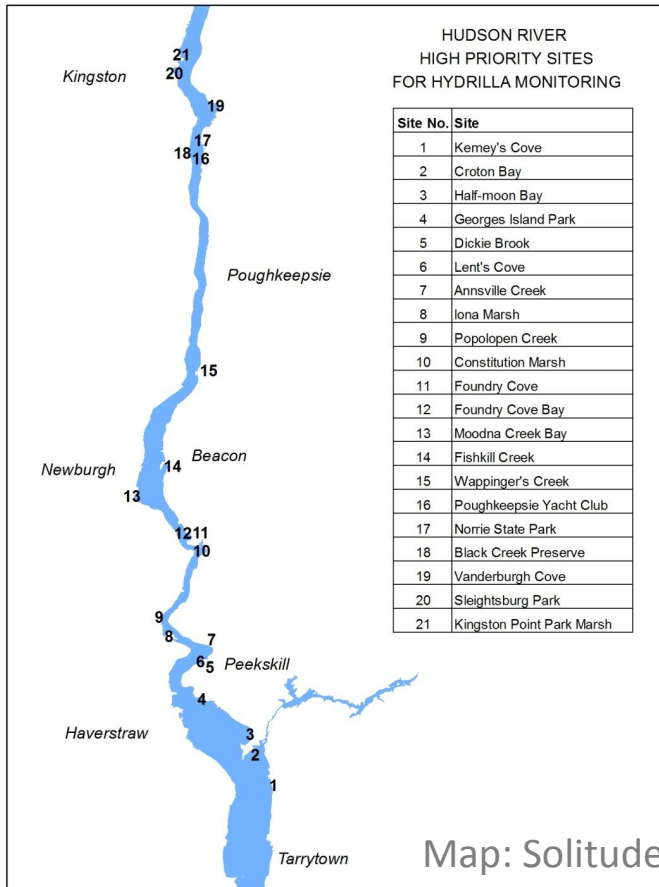 HUDSON RIVER
HIGH PRIORITY SITES
FOR HYDRILLA MONITORING
Site No. Site
1 Kerney's Cove
2 Croton Bay
3 Half-moon Bay
4 Georges Island Park
5 Dickie Brook
6 Lent's Cove
7 Annsville Creek
8 Iona Marsh
9 Popolopen Creek
10 Constitution Marsh
11 Foundry Cove
12 Foundry Cove Bay
13 Moodna Creek Bay
14 Fishkill Creek
15 Wappinger's Creek
16 Poughkeepsie Yacht Club
17 Norrie State Park
18 Black Creek Preserve
19 Vanderburgh Cove
20 Sleightsburg Park
21 Kingston Point Park Marsh
21
Kingston 20
19
17
18 16
Poughkeepsie
15
Beacon
Newburgh 14
13
12 11
10
9
8 7
6 5 Peekskill
4
Haverstraw 3
2
1
Tarrytown
Map: Solitude